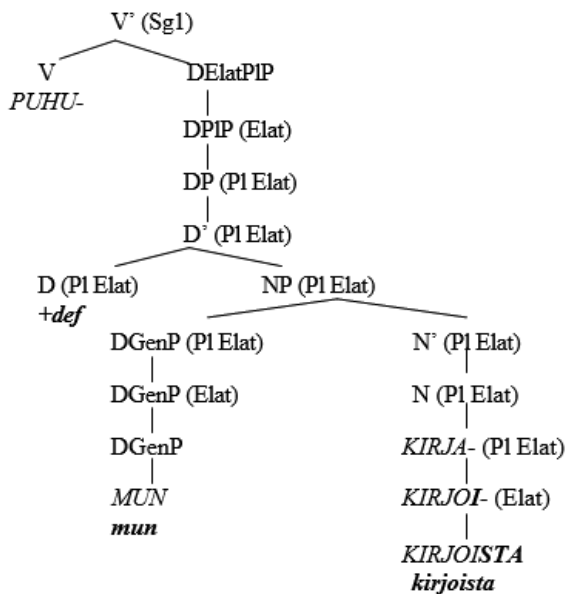 V’ (Sg1)
V DElatPlP
PUHU-
DPlP (Elat)
DP (Pl Elat)
D’ (Pl Elat)
D (Pl Elat) NP (Pl Elat)
+def
DGenP (Pl Elat) N’ (Pl Elat)
DGenP (Elat) N (Pl Elat)
DGenP KIRJA- (Pl Elat)
MUN KIRJOI- (Elat)
mun
KIRJOISTA
kirjoista